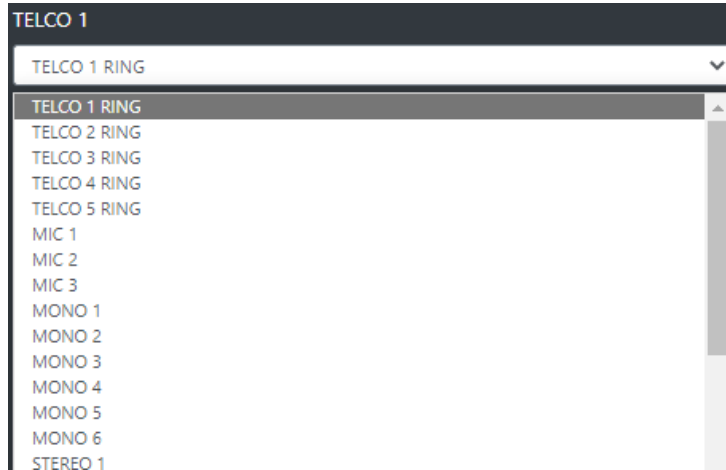 TELCO 1
TELCO 1 RING
TELCO 1 RING
TELCO 2 RING
TELCO 3 RING
TELCO 4 RING
TELCO 5 RING
MIC 1
MIC 2
MIC 3
MONO 1
MONO 2
MONO 3
MONO 4
MONO 5
MONO 6
STEREO 1